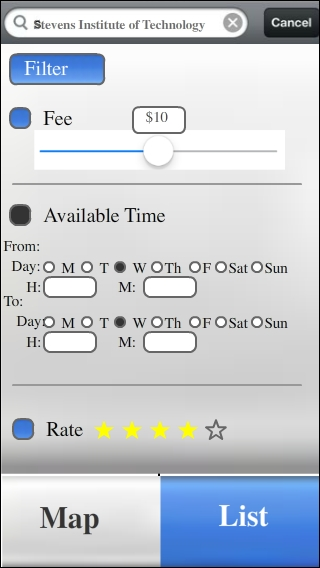 Stevens Institute of Technology Cancel
Filter
Fee $10
Available Time
From:
Day: M T W Th F Sat Sun
H: M:
To:
Day: M T W Th F Sat Sun
H: M:
Rate
Map List